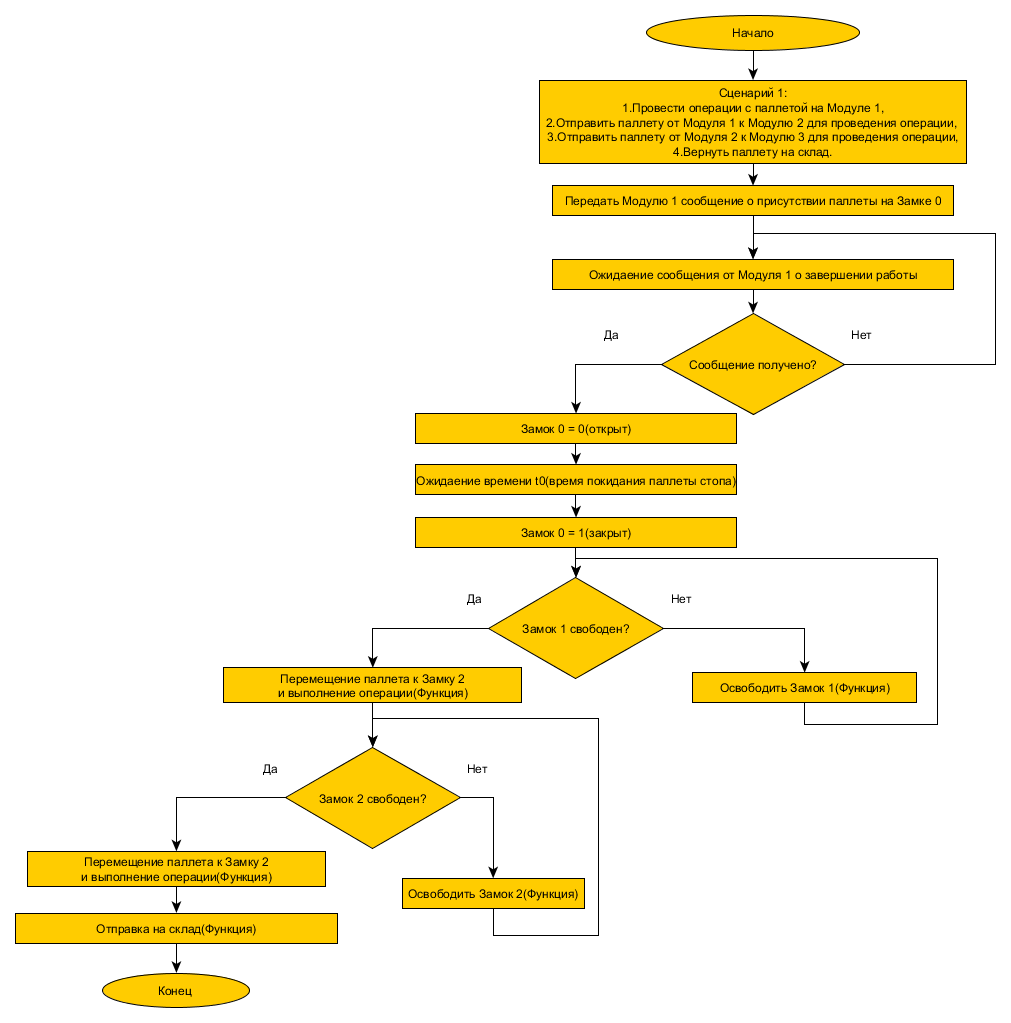 Начало
Сценарий 1:
1.Провести операции с паллетой на Модуле 1,
2.Отправить паллету от Модуля 1 к Модулю 2 для проведения операции,
3.Отправить паллету от Модуля 2 к Модулю 3 для проведения операции,
4.Вернуть паллету на склад.
Передать Модулю 1 сообщение о присутствии паллеты на Замке 0
Ожидаение сообщения от Модуля 1 о завершении работы
Да
Нет
Сообщение получено?
Замок 0 = 0(открыт)
Ожидаение времени t0(время покидания паллеты стопа)
Замок 0 = 1(закрыт)
Да
Нет
Замок 1 свободен?
Перемещение паллета к Замку 2
и выполнение операции(Функция)
Освободить Замок 1(Функция)
Да
Нет
Замок 2 свободен?
Перемещение паллета к Замку 2
и выполнение операции(Функция)
Освободить Замок 2(Функция)
Отправка на склад(Функция)
Конец